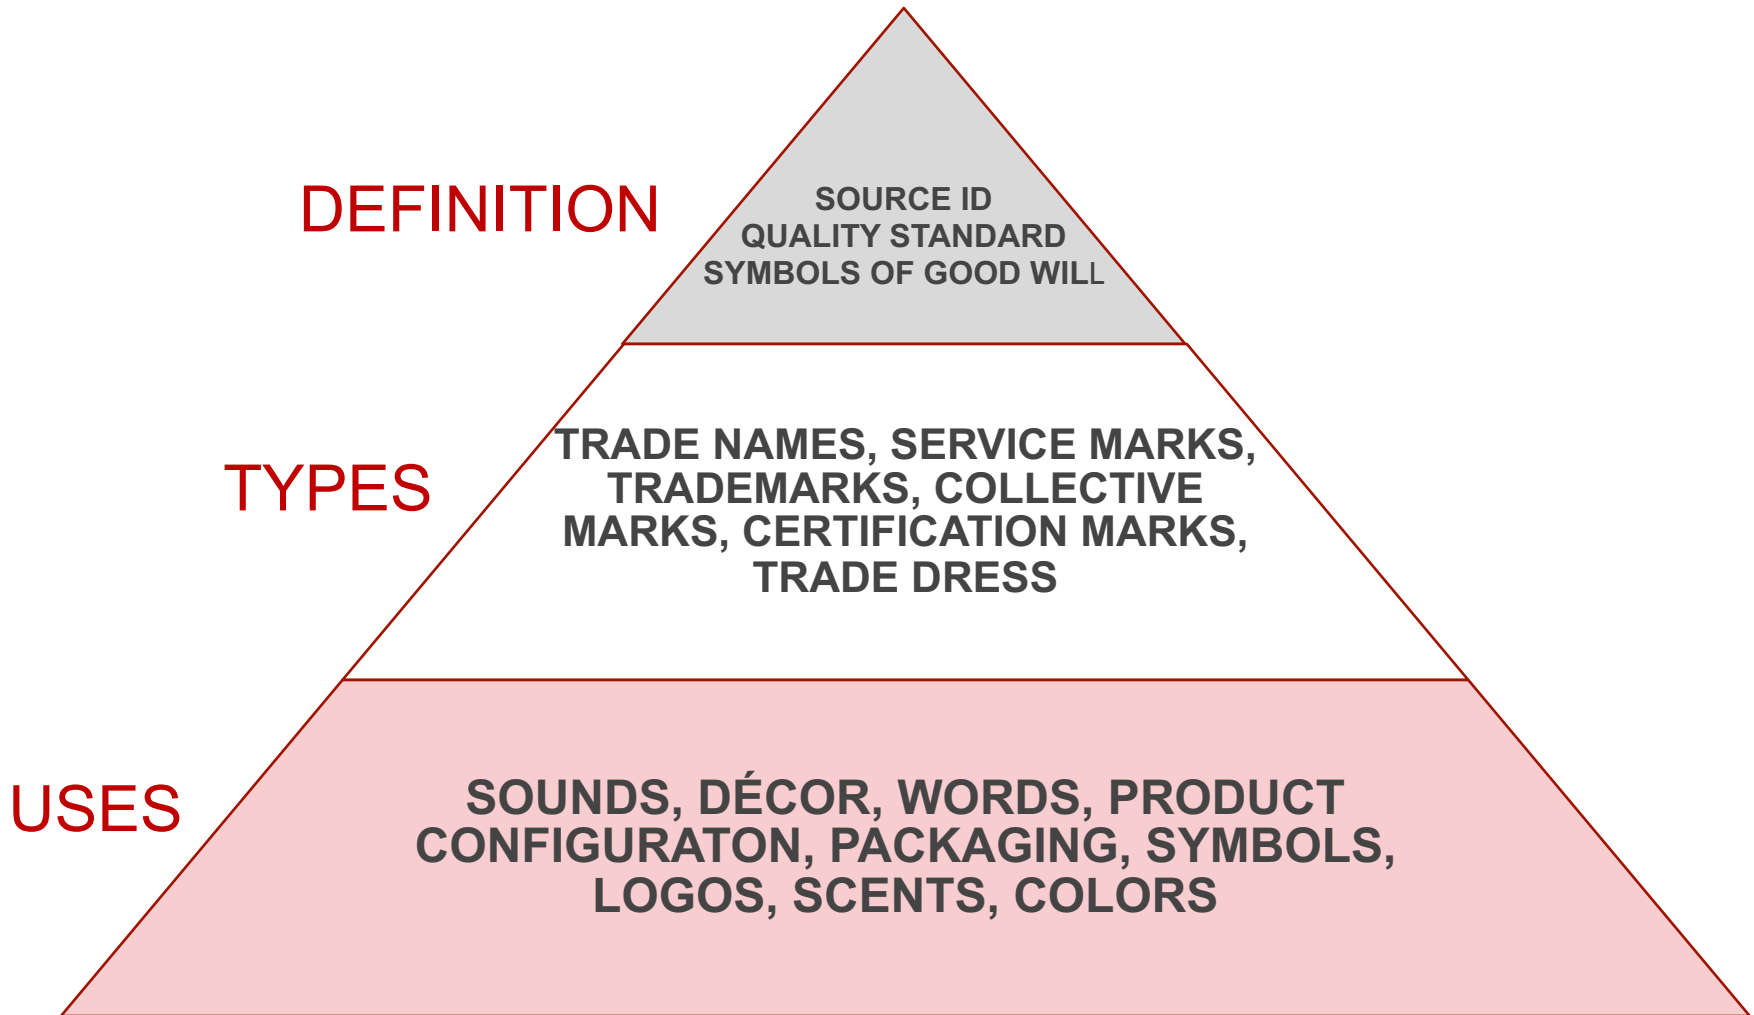 DEFINITION
SOURCE ID
QUALITY STANDARD
SYMBOLS OF GOOD WILL
TYPES
TRADE NAMES, SERVICE MARKS,
TRADEMARKS, COLLECTIVE
MARKS, CERTIFICATION MARKS,
TRADE DRESS
USES
SOUNDS, DÉCOR, WORDS, PRODUCT
CONFIGURATON, PACKAGING, SYMBOLS,
LOGOS, SCENTS, COLORS